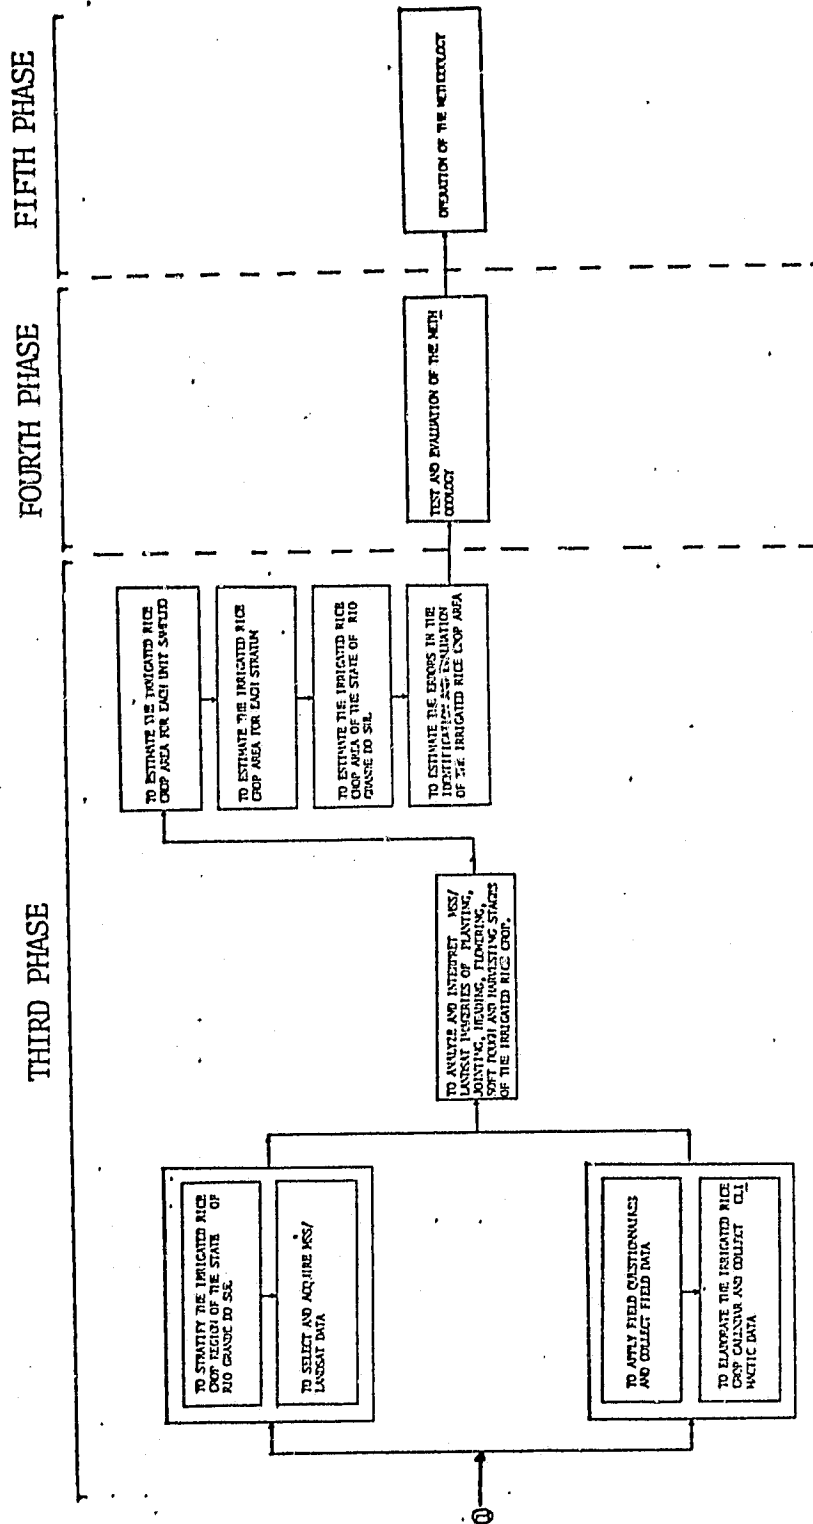 THIRD PHASE
FOURTH PHASE
FIFTH PHASE
TO STRATIFY THE IRRIGATED RICE
CROP REGION OF THE STATE OF
RIO GRANDE DO SUL
TO SELECT AND ACQUIRE MSS/
LANDSAT DATA
TO APPLY FIELD QUESTIONNAIRES
AND COLLECT FIELD DATA
TO ELABORATE THE IRRIGATED RICE
CROP CALENDAR AND COLLECT CLI
MACTIC DATA
TO ANALYZE AND INTERPRET MSS/
LANDSAT IMAGERIES OF PLANTING,
JOINTING, HEADING, FLOWERING,
SOFT DOUGH AND HARVESTING STAGES
OF THE IRRIGATED RICE CROP.
TO ESTIMATE THE IRRIGATED RICE
CROP AREA FOR EACH UNIT SAMPLED
TO ESTIMATE THE IRRIGATED RICE
CROP AREA FOR EACH STRATUM
TO ESTIMATE THE IRRIGATED RICE
CROP AREA OF THE STATE OF RIO
GRANDE DO SUL
TO ESTIMATE THE ERRORS IN THE
IDENTIFICATION AND EVALUATION
OF THE IRRIGATED RICE CROP AREA
TEST AND EVALUATION OF THE METH
ODOLOGY
OPERATION OF THE METHODOLOGY